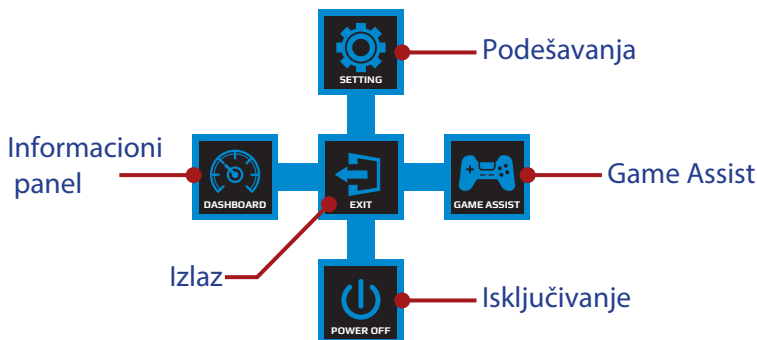 Podešavanja
SETTING
Informacioni
panel
DASHBOARD
EXIT
GAME ASSIST
Game Assist
Izlaz
POWER OFF
Isključivanje